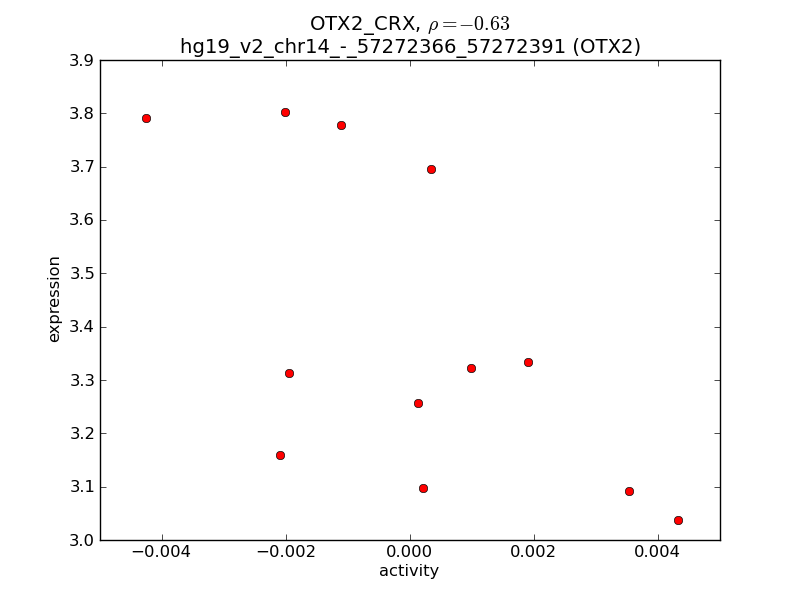 OTX2_CRX, ρ=−0.63
hg19_v2_chr14_-_57272366_57272391 (OTX2)
3.9
3.8
3.7
3.6
3.5
3.4
3.3
3.2
3.1
3.0
expression
−0.004 −0.002 0.000 0.002 0.004
activity